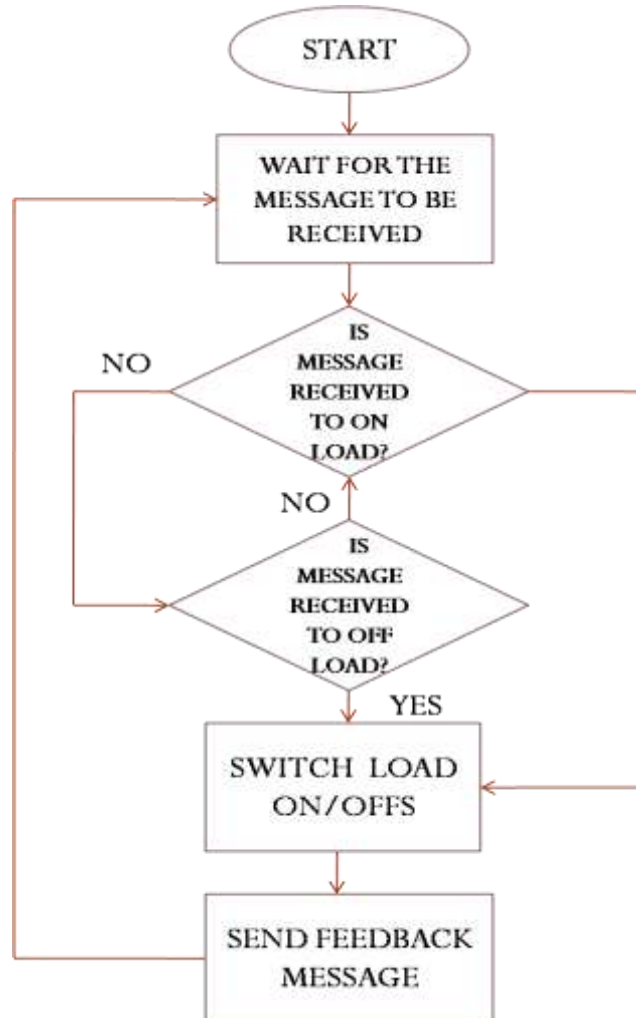 START
WAIT FOR THE
MESSAGE TO BE
RECEIVED
IS
MESSAGE
RECEIVED
TO ON
LOAD?
NO
NO
IS
MESSAGE
RECEIVED
TO OFF
LOAD?
YES
SWITCH LOAD
ON/OFFS
SEND FEEDBACK
MESSAGE